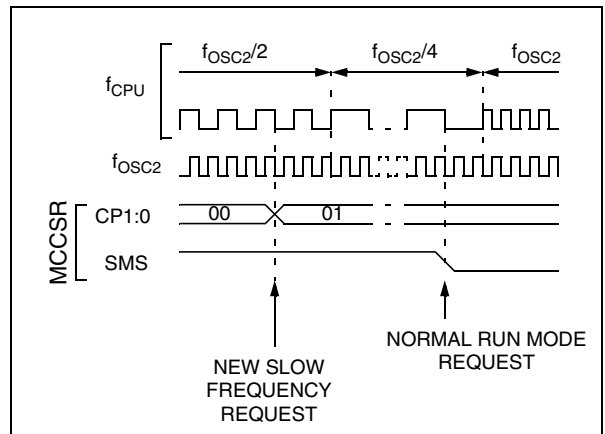 fOSC2/2 fOSC2/4 fOSC2
fCPU
fOSC2
MCCSR
CP1:0 00 01
SMS
NEW SLOW
FREQUENCY
REQUEST
NORMAL RUN MODE
REQUEST